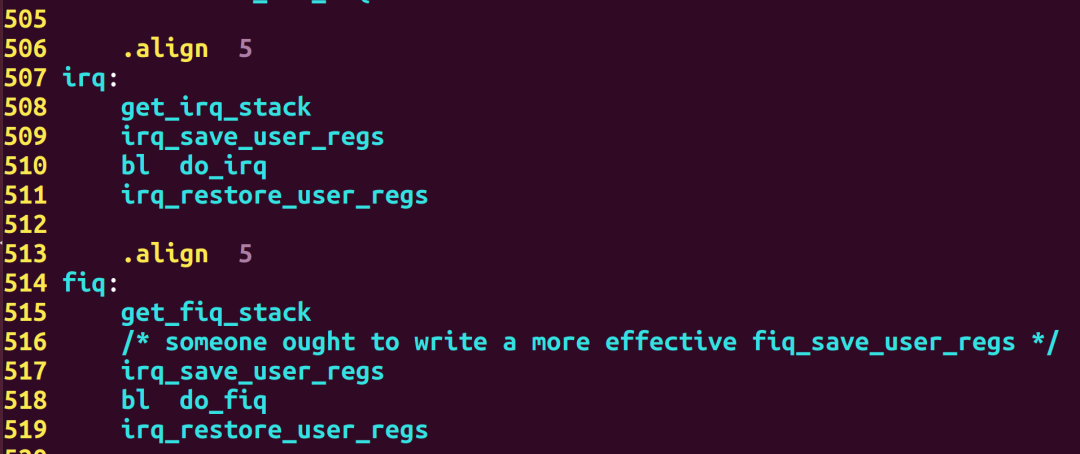 505
506 .align 5
507 irq:
508 get_irq_stack
509 irq_save_user_regs
510 bl do_irq
511 irq_restore_user_regs
512
513 .align 5
514 fiq:
515 get_fiq_stack
516 /* someone ought to write a more effective fiq_save_user_regs */
517 irq_save_user_regs
518 bl do_fiq
519 irq_restore_user_regs